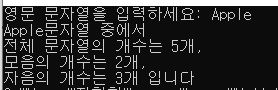 영문 문자열을 입력하세요: Apple
Apple문자열 중에서
전체 문자열의 개수는 5개,
모음의 개수는 2개,
자음의 개수는 3개 입니다